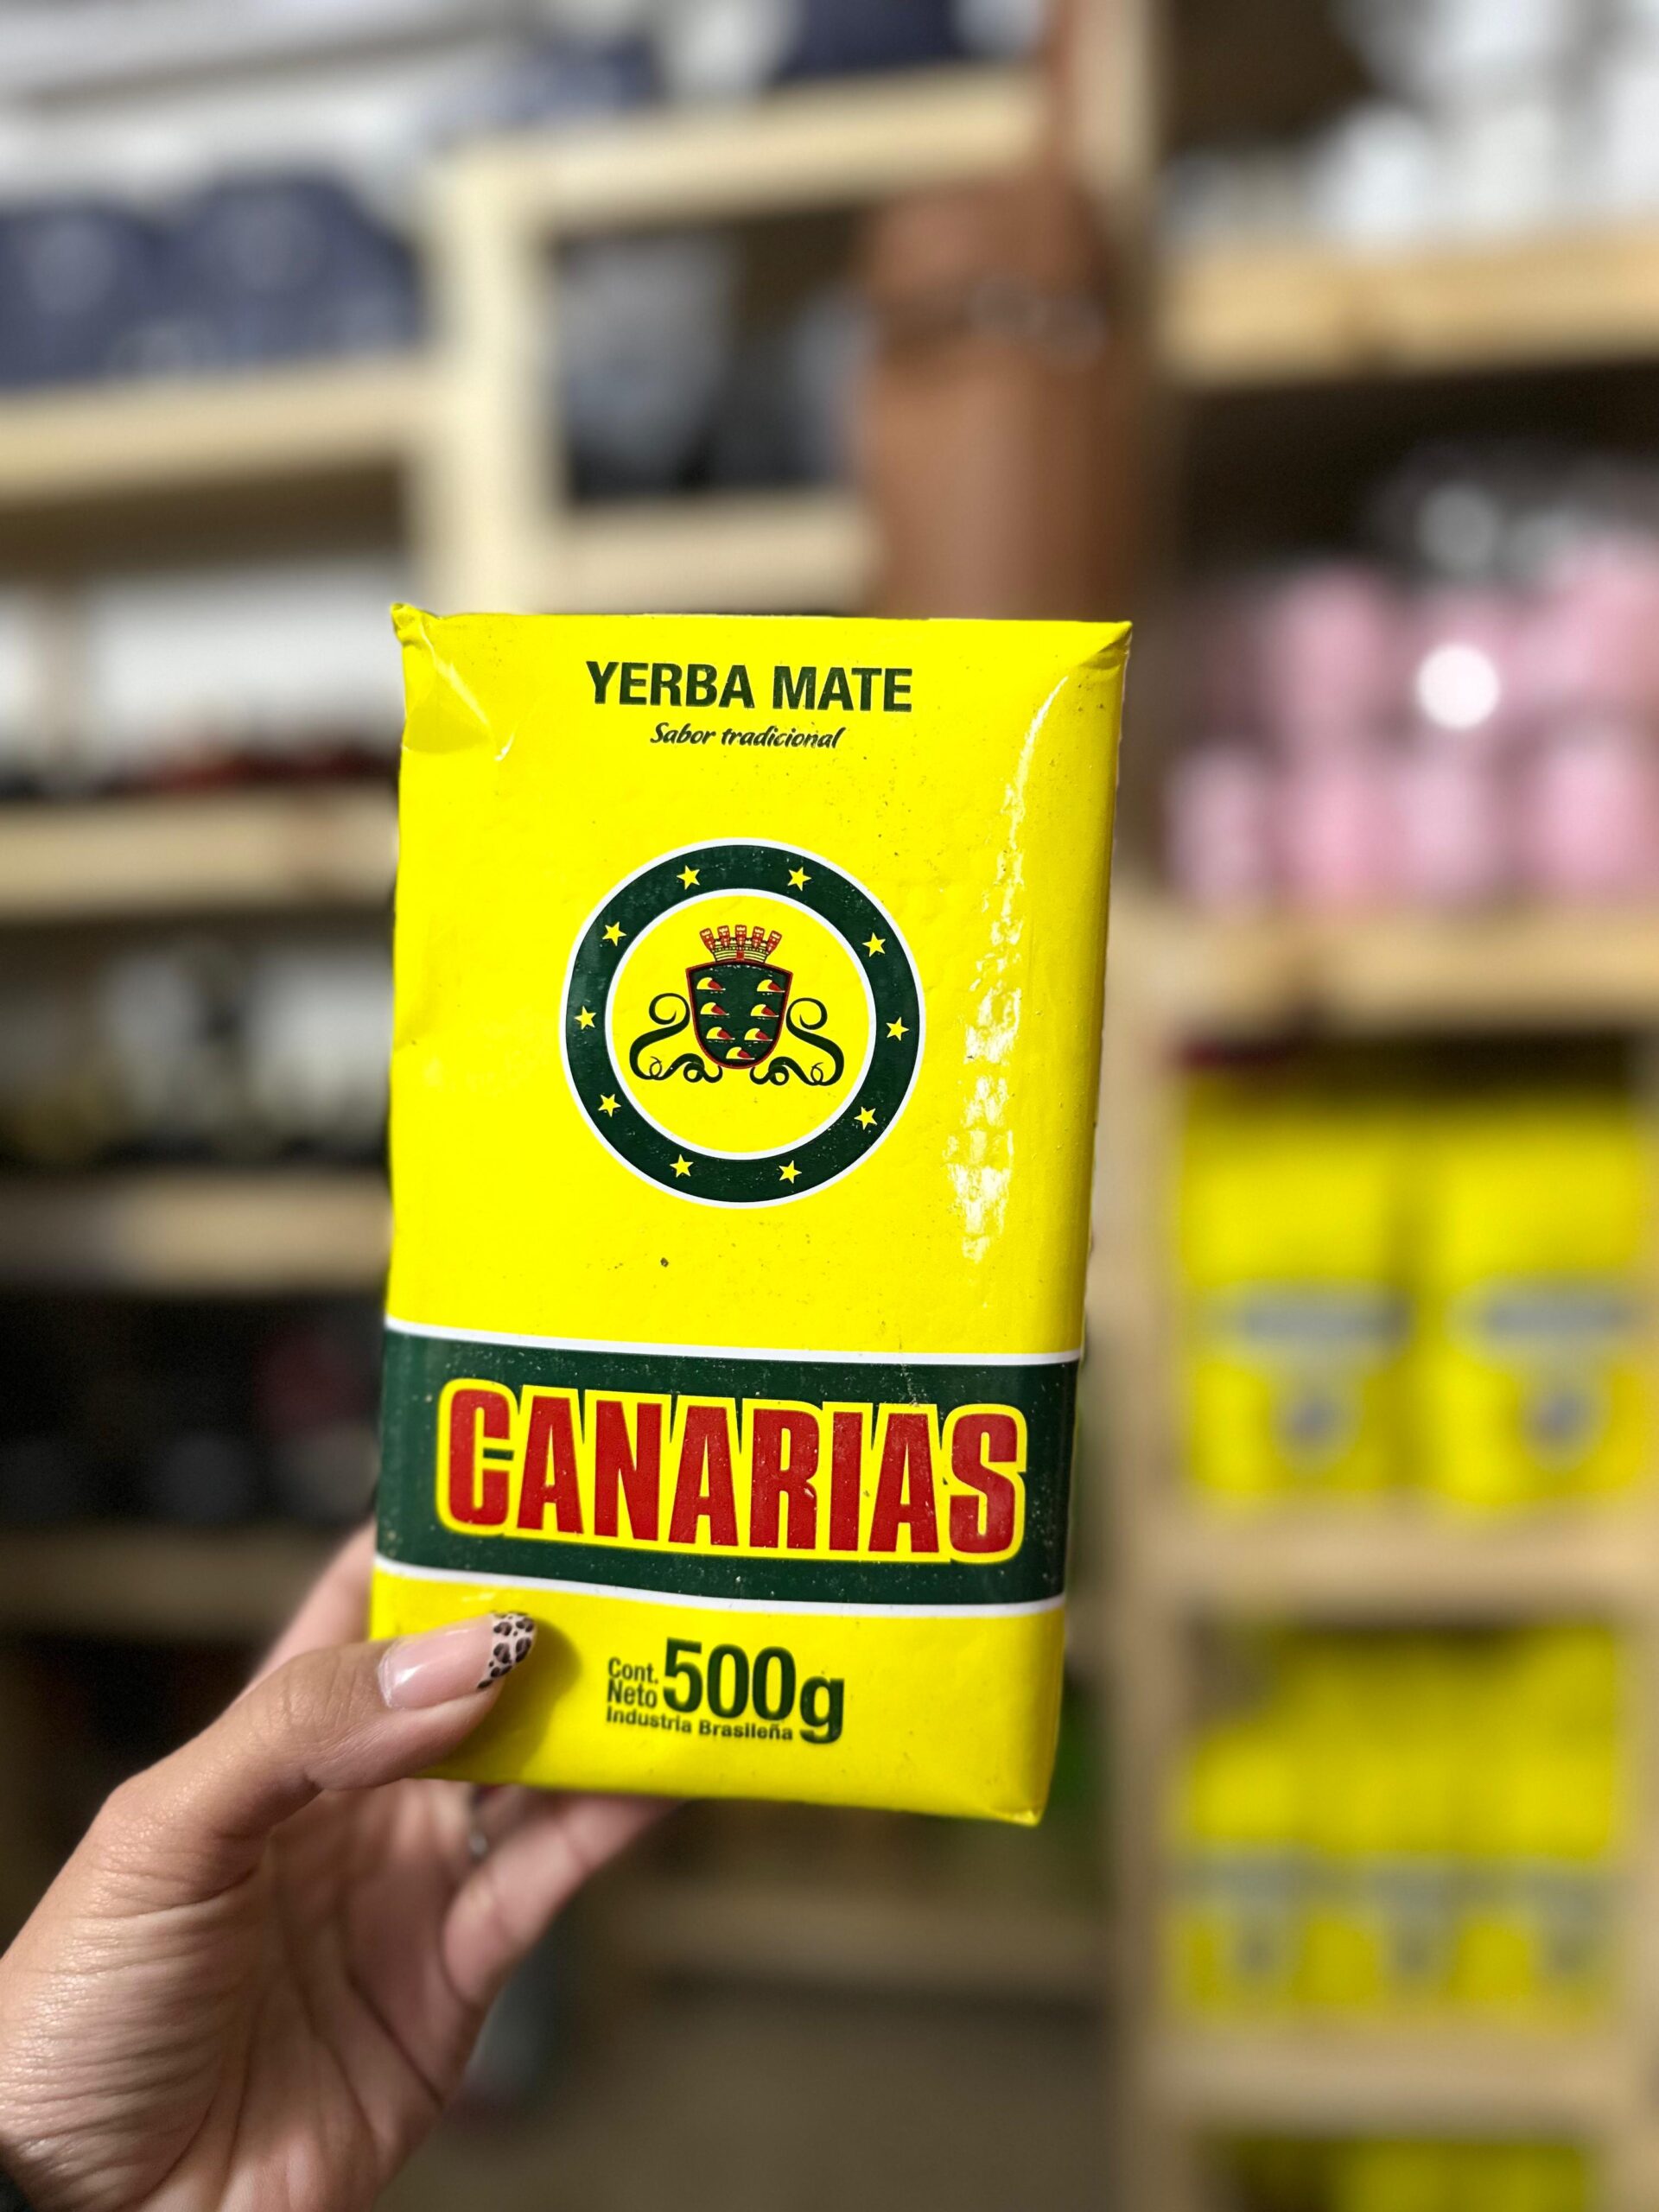 YERBA MATE
Sabor tradicional
CANARIAS
Cont.
Neto 500g
Industria Brasileña